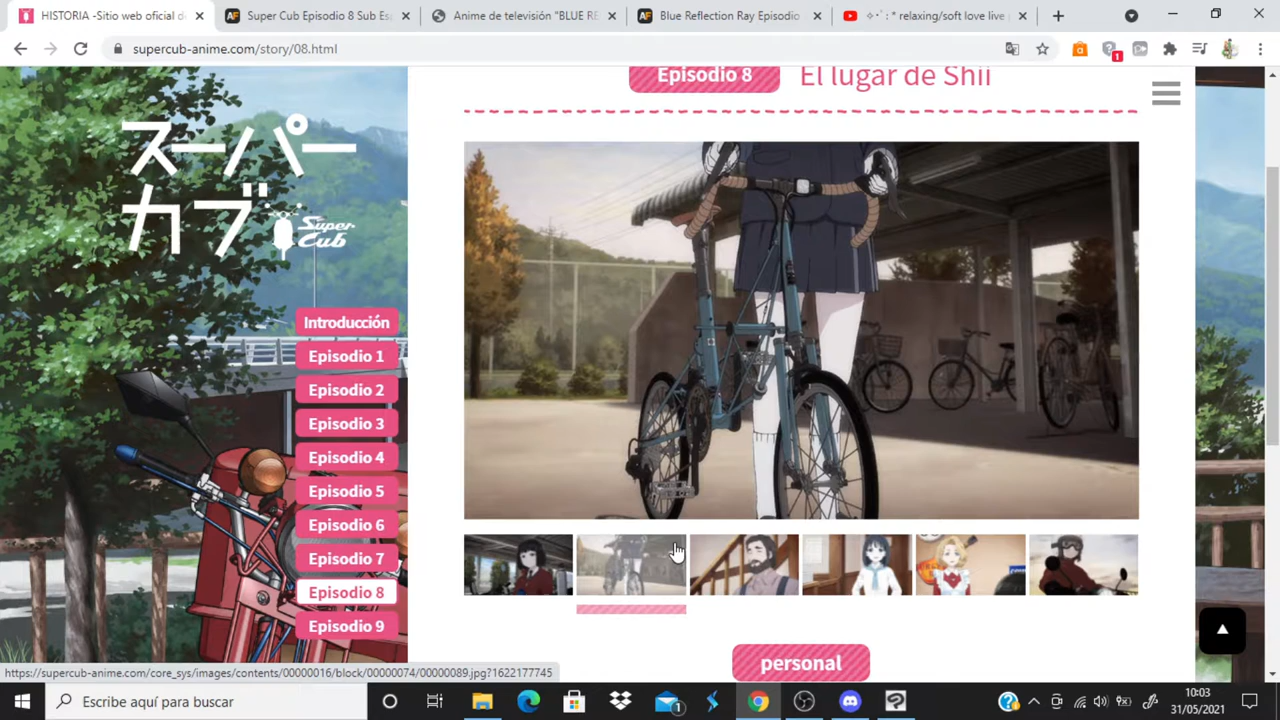 HISTORIA -Sitio web oficial d
Super Cub Episodio 8 Sub Es
Anime de televisión "BLUE RE
Blue Reflection Ray Episodio
✧･ﾟ: * relaxing/soft love live p
supercub-anime.com/story/08.html
1
Episodio 8
El lugar de Shii
スーパー
カブ
Super
Cub
Introducción
Episodio 1
Episodio 2
Episodio 3
Episodio 4
Episodio 5
Episodio 6
Episodio 7
Episodio 8
Episodio 9
personal
https://supercub-anime.com/core_sys/images/contents/00000016/block/00000074/00000089.jpg?1622177745
Escribe aquí para buscar
1
10:03
31/05/2021